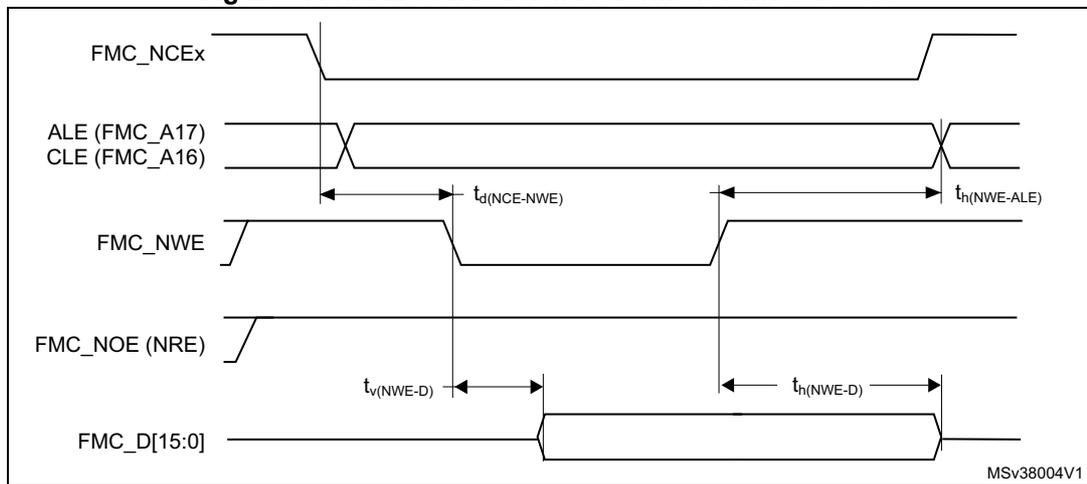 FMC_NCEx
ALE (FMC_A17)
CLE (FMC_A16)
td(NCE-NWE)
th(NWE-ALE)
FMC_NWE
FMC_NOE (NRE)
tv(NWE-D)
th(NWE-D)
FMC_D[15:0]
MSv38004V1